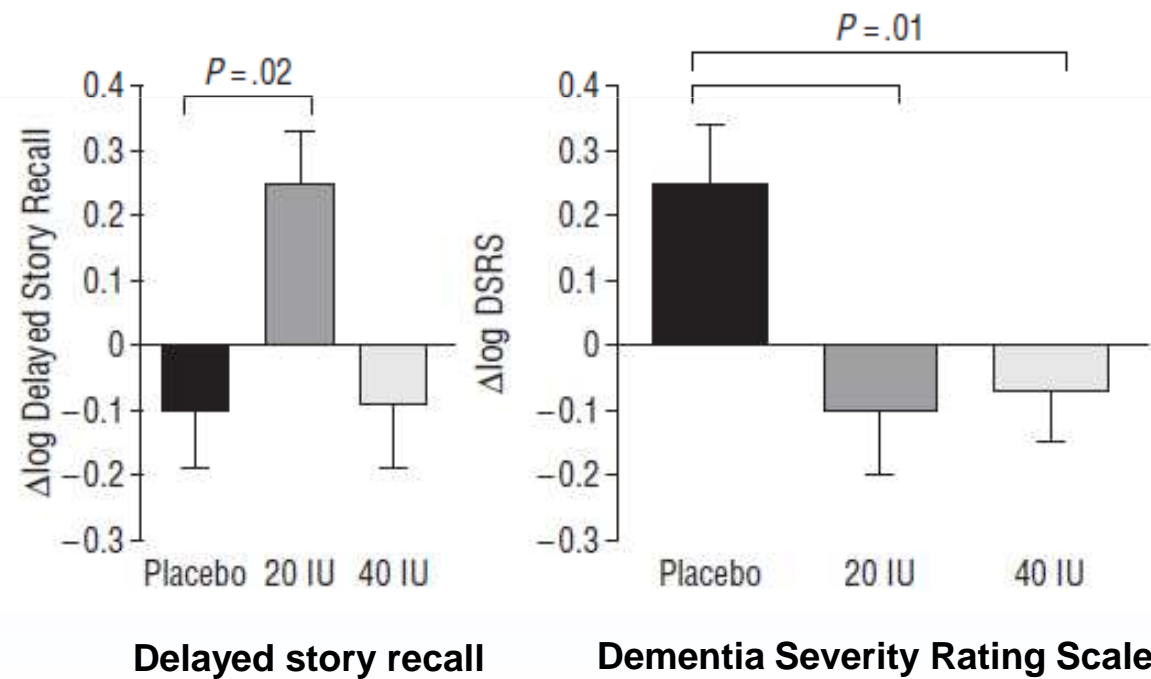 P=.02
0.4
0.3
0.2
0.1
0
−0.1
−0.2
−0.3
Δlog Delayed Story Recall
Placebo 20 IU 40 IU
Delayed story recall
P=.01
0.4
0.3
0.2
0.1
0
−0.1
−0.2
−0.3
Δlog DSRS
Placebo 20 IU 40 IU
Dementia Severity Rating Scale